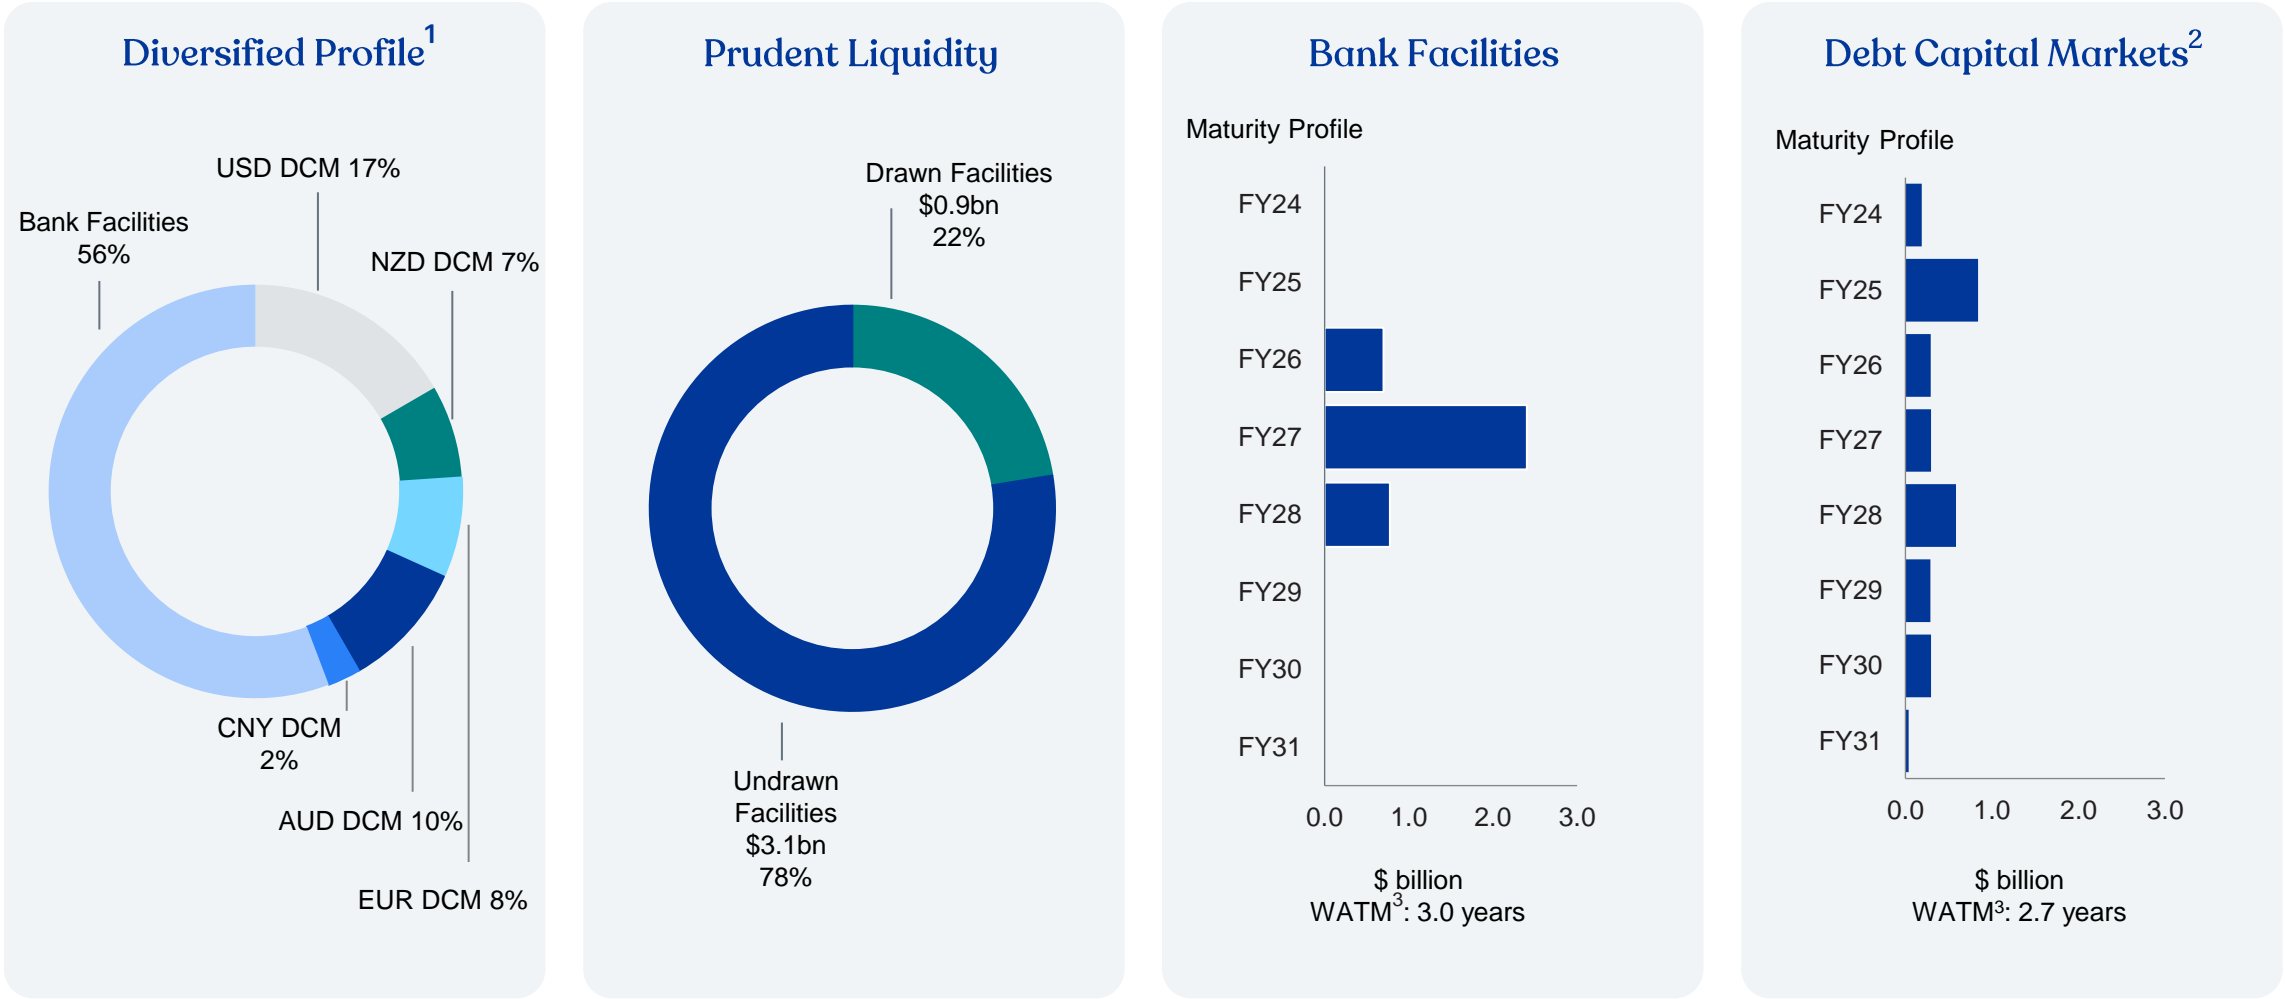 Diversified Profile¹
USD DCM 17%
Bank Facilities
56%
NZD DCM 7%
CNY DCM
2%
AUD DCM 10%
EUR DCM 8%
Prudent Liquidity
Drawn Facilities
$0.9bn
22%
Undrawn
Facilities
$3.1bn
78%
Bank Facilities
Maturity Profile
FY24
FY25
FY26
FY27
FY28
FY29
FY30
FY31
0.0 1.0 2.0 3.0
$ billion
WATM³: 3.0 years
Debt Capital Markets²
Maturity Profile
FY24
FY25
FY26
FY27
FY28
FY29
FY30
FY31
0.0 1.0 2.0 3.0
$ billion
WATM³: 2.7 years